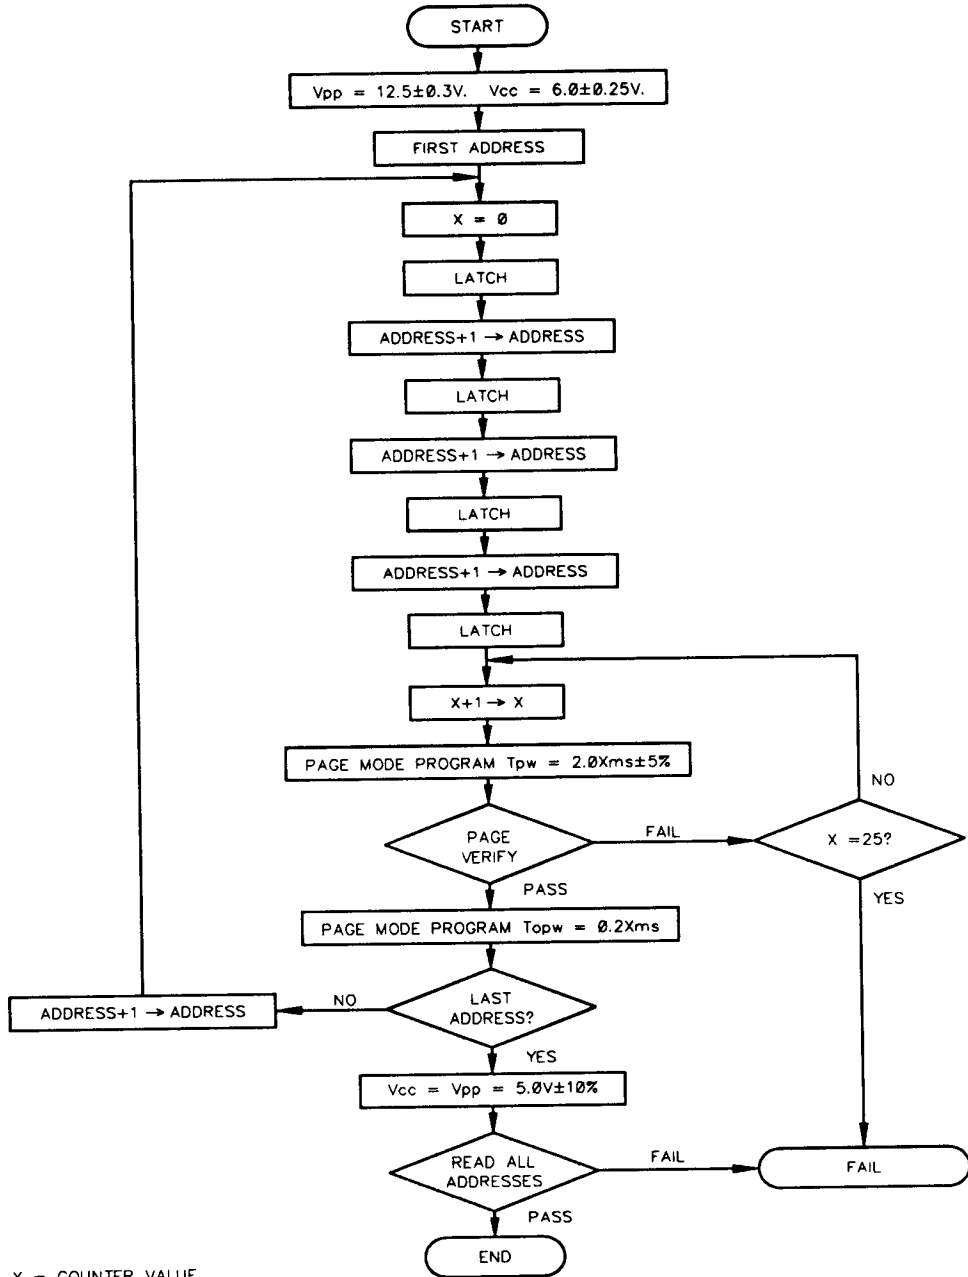 START
Vpp = 12.5±0.3V. Vcc = 6.0±0.25V.
FIRST ADDRESS
X = 0
LATCH
ADDRESS+1 → ADDRESS
LATCH
ADDRESS+1 → ADDRESS
LATCH
ADDRESS+1 → ADDRESS
LATCH
X+1 → X
PAGE MODE PROGRAM Tpw = 2.0Xms±5%
NO
PAGE
VERIFY
FAIL
X =25?
PASS
YES
PAGE MODE PROGRAM Topw = 0.2Xms
ADDRESS+1 → ADDRESS
NO
LAST
ADDRESS?
YES
Vcc = Vpp = 5.0V±10%
READ ALL
ADDRESSES
FAIL
FAIL
PASS
END
X = COUNTER VALUE